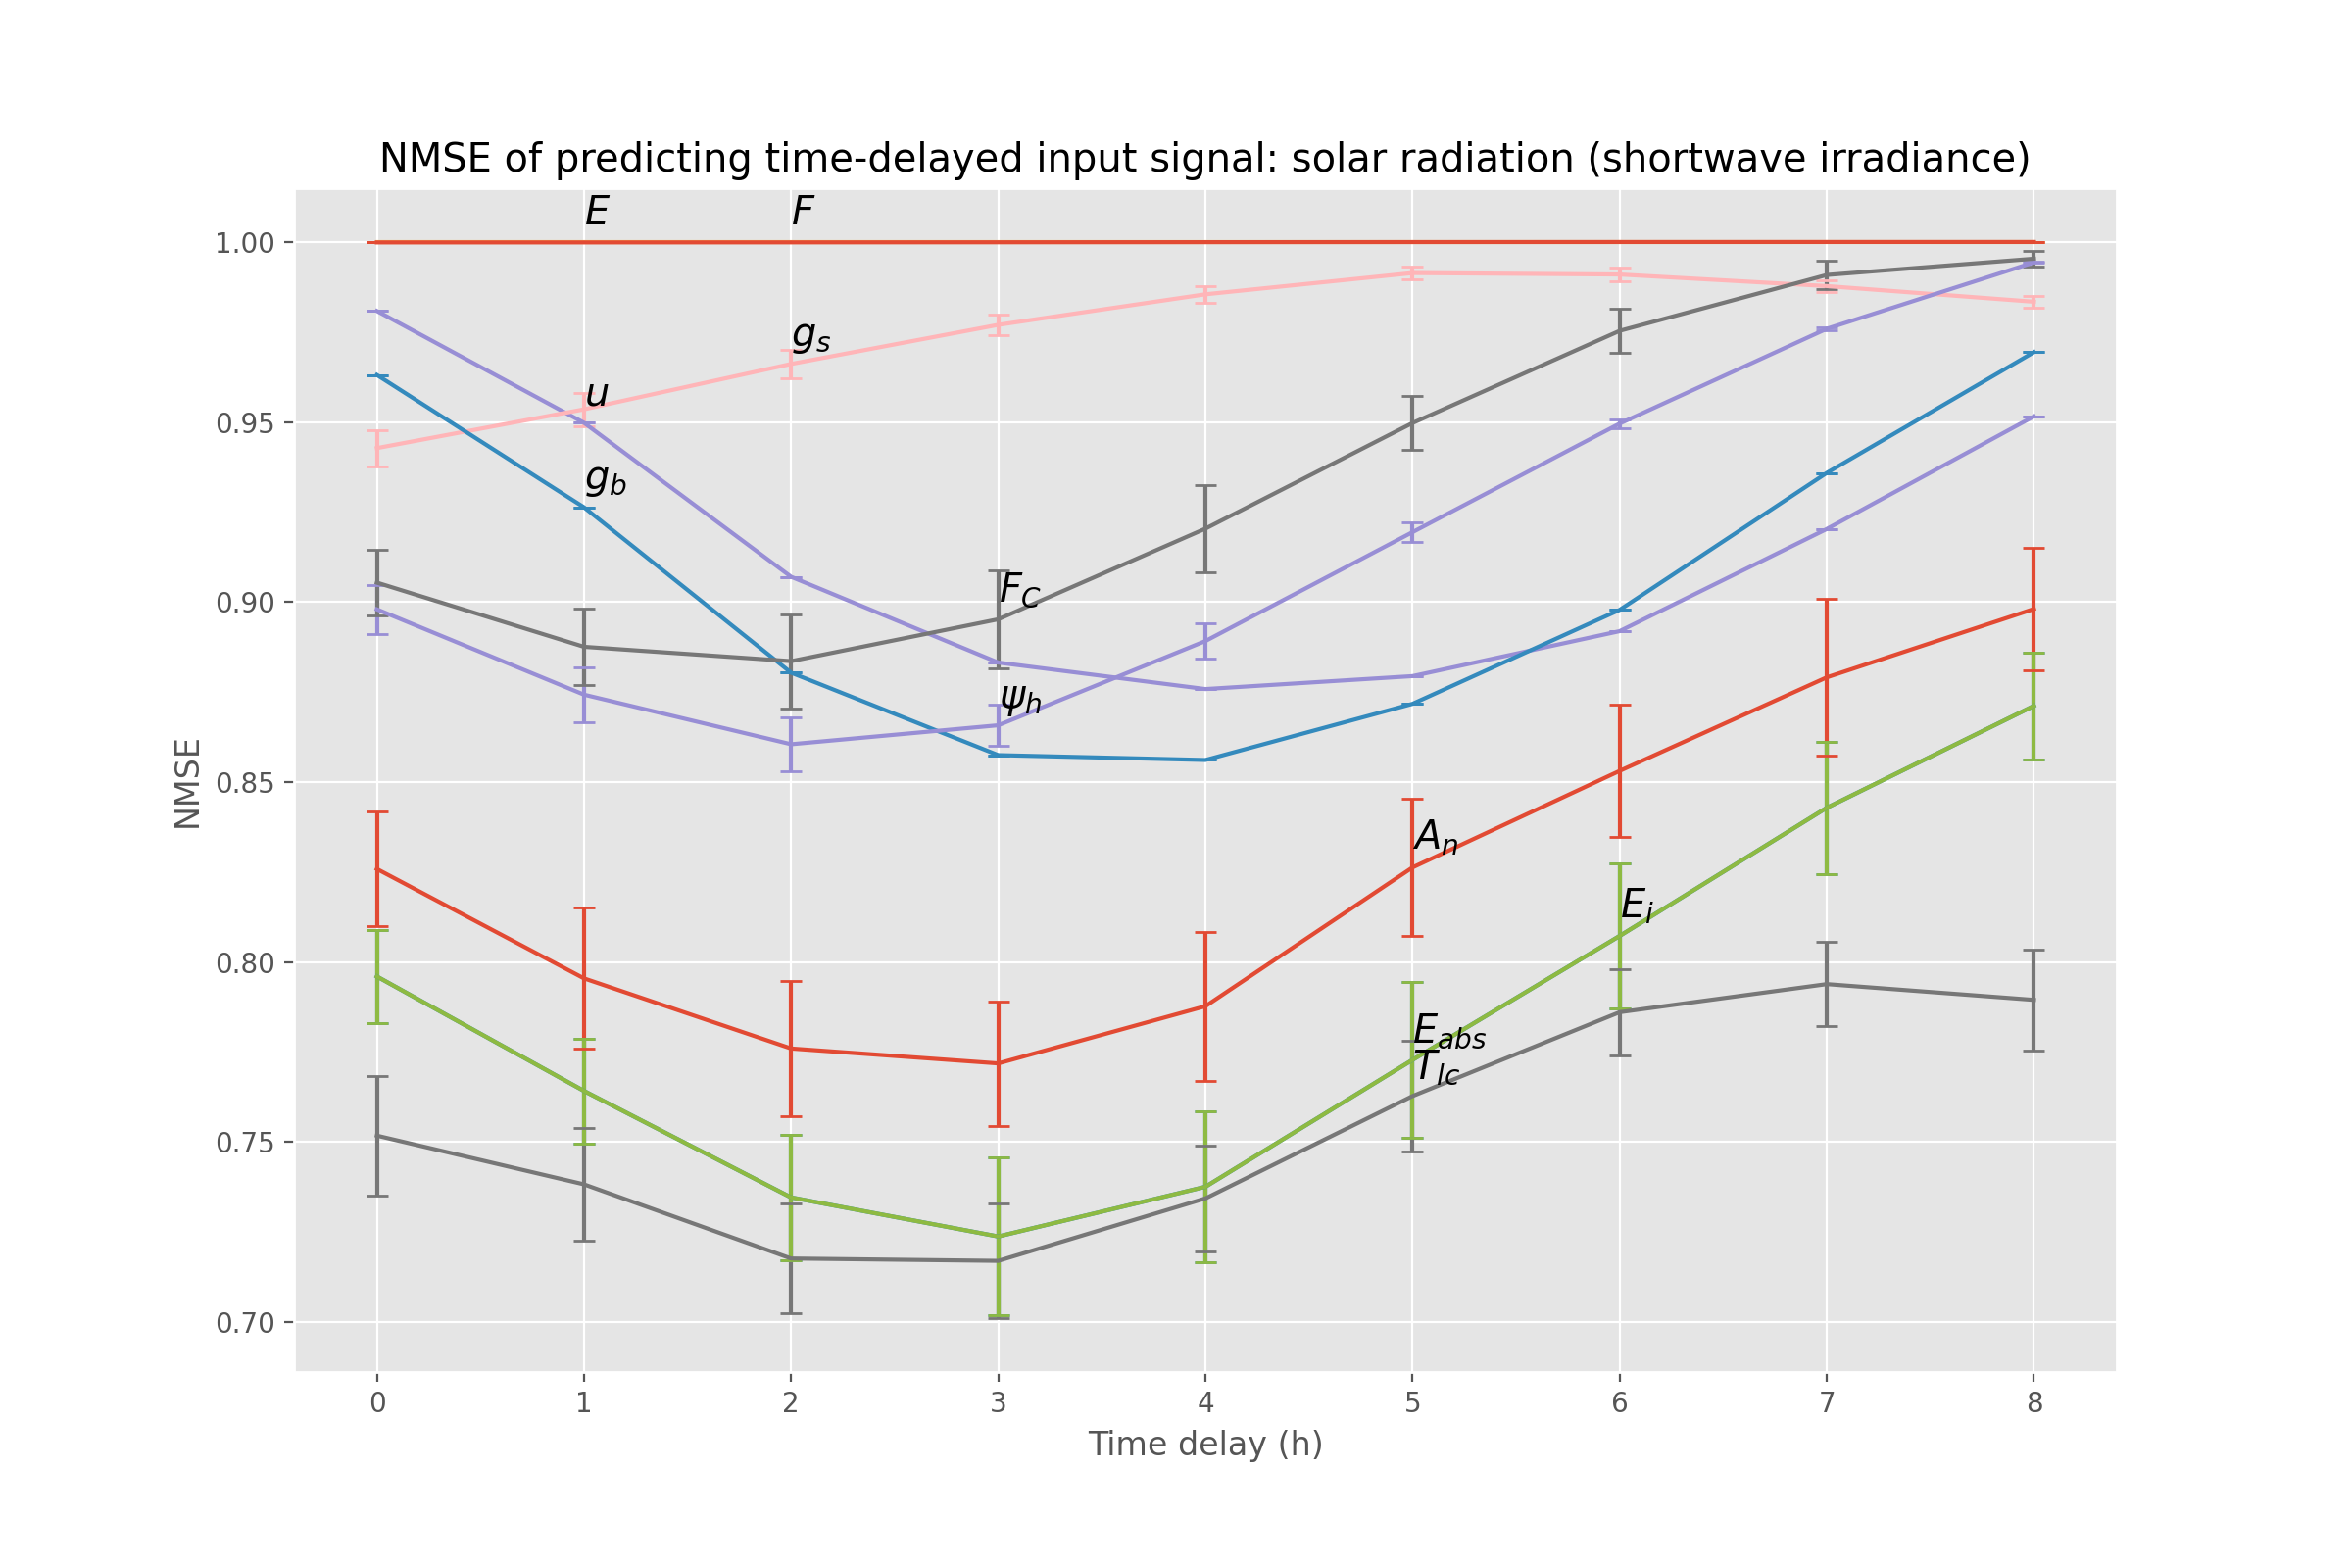 NMSE of predicting time-delayed input signal: solar radiation (shortwave irradiance)
E
F
1.00
g_s
u
0.95
g_b
F_C
0.90
ψ_h
0.85
NMSE
A_n
E_i
0.80
E_abs
T_lC
0.75
0.70
0 1 2 3 4 5 6 7 8
Time delay (h)